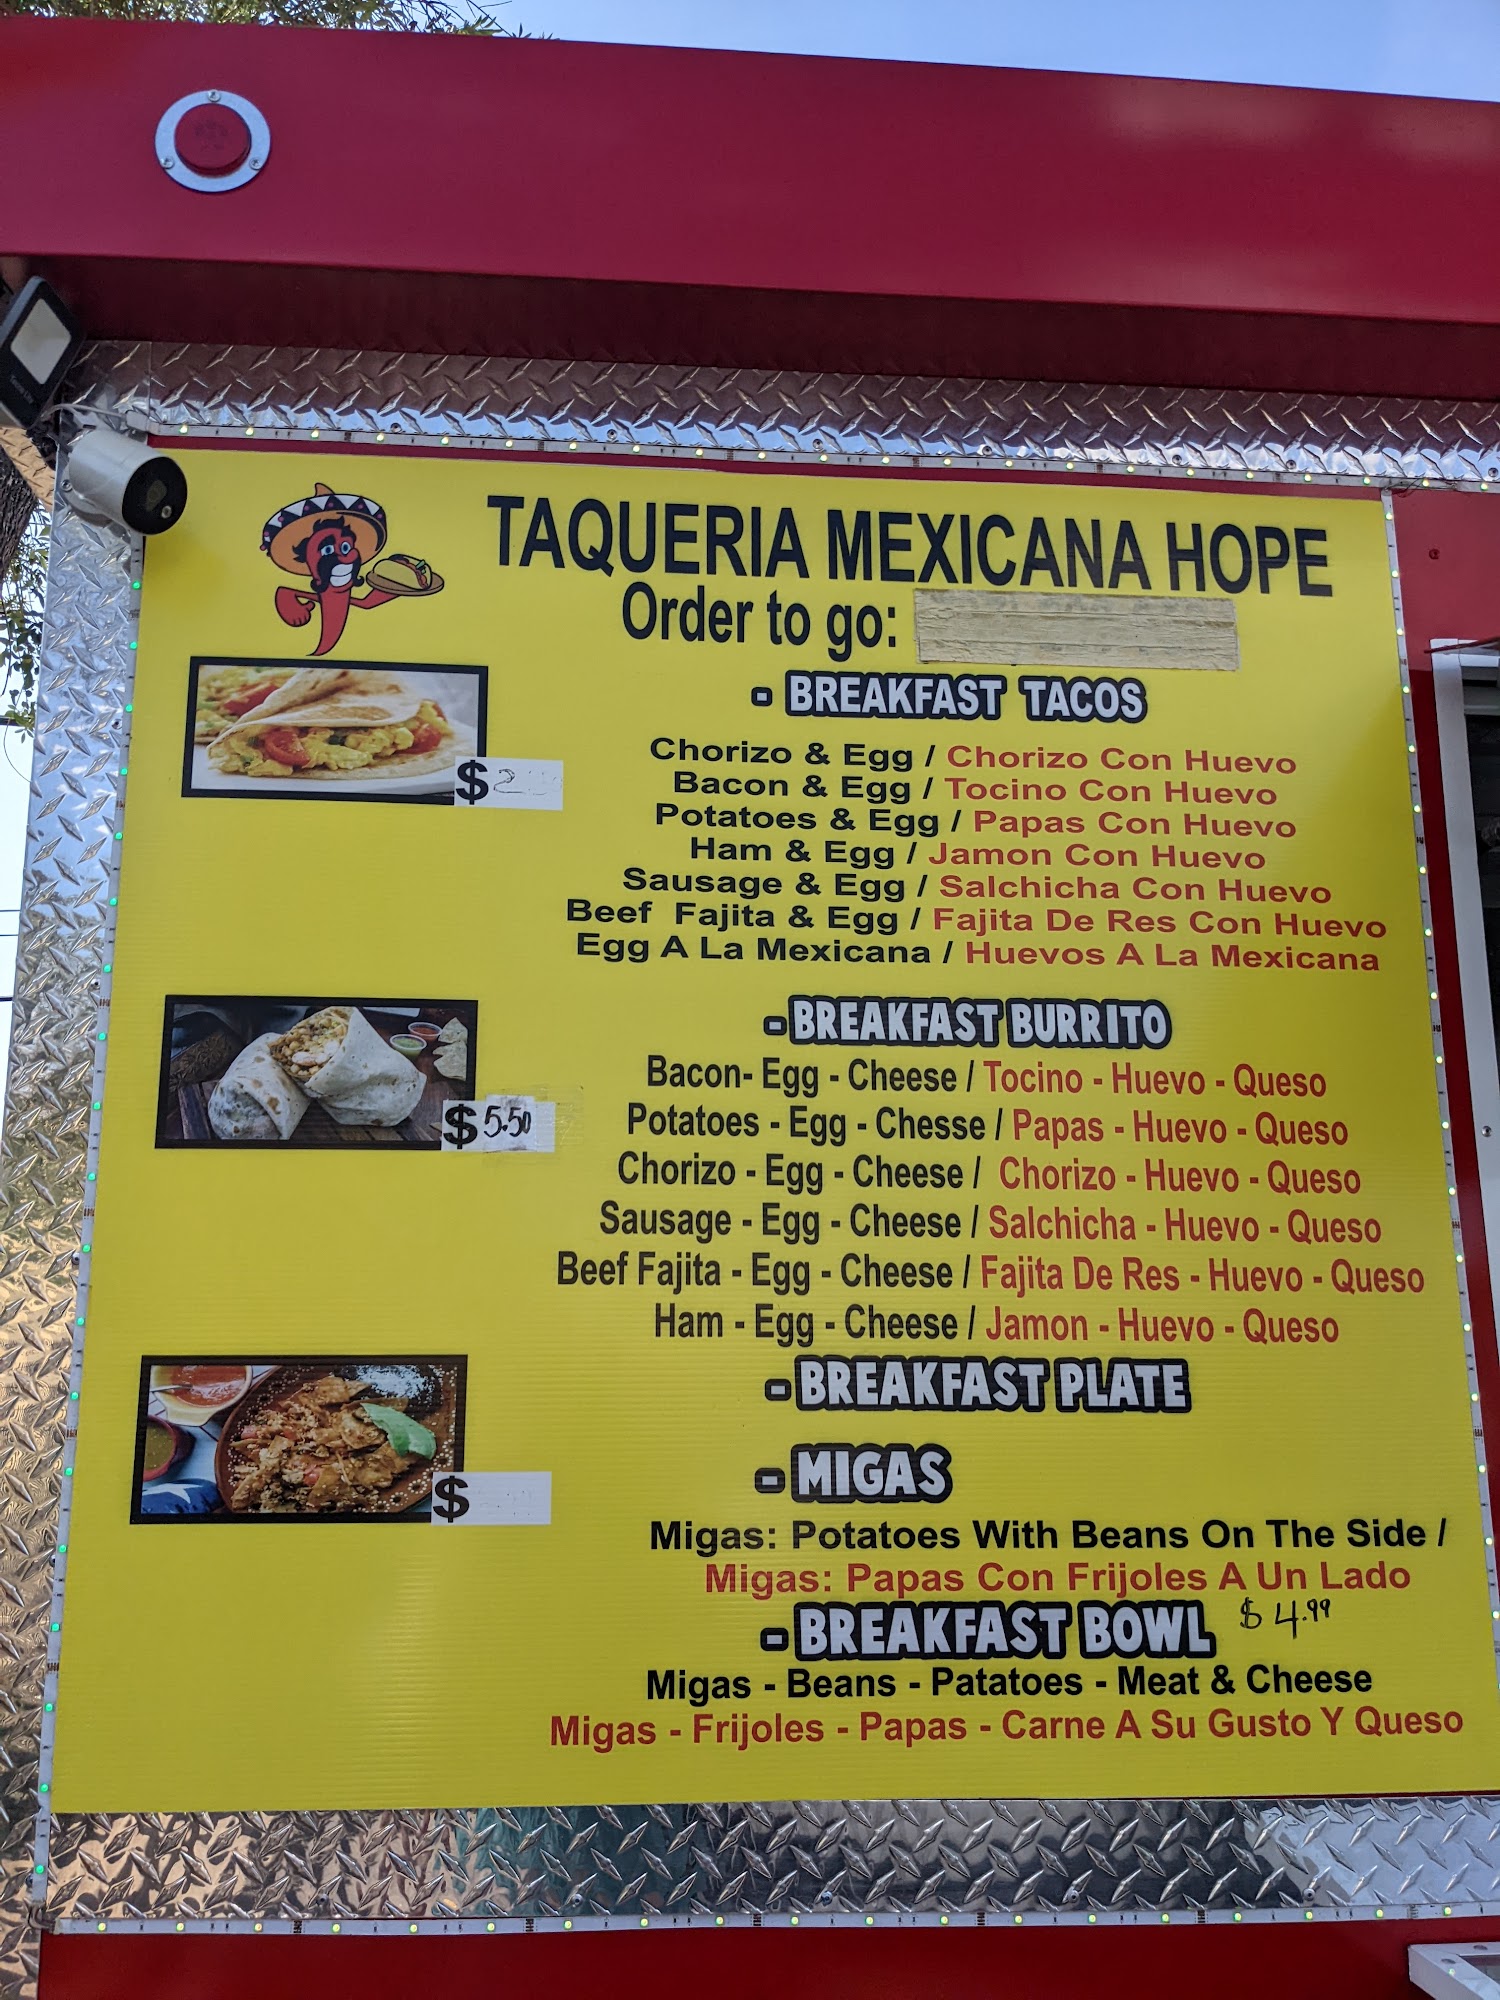 TAQUERIA MEXICANA HOPE
Order to go:
- BREAKFAST TACOS
$
Chorizo & Egg / Chorizo Con Huevo
Bacon & Egg / Tocino Con Huevo
Potatoes & Egg / Papas Con Huevo
Ham & Egg / Jamon Con Huevo
Sausage & Egg / Salchicha Con Huevo
Beef Fajita & Egg / Fajita De Res Con Huevo
Egg A La Mexicana / Huevos A La Mexicana
- BREAKFAST BURRITO
$ 5.50
Bacon- Egg - Cheese / Tocino - Huevo - Queso
Potatoes - Egg - Chesse / Papas - Huevo - Queso
Chorizo - Egg - Cheese / Chorizo - Huevo - Queso
Sausage - Egg - Cheese / Salchicha - Huevo - Queso
Beef Fajita - Egg - Cheese / Fajita De Res - Huevo - Queso
Ham - Egg - Cheese / Jamon - Huevo - Queso
- BREAKFAST PLATE
$
- MIGAS
Migas: Potatoes With Beans On The Side /
Migas: Papas Con Frijoles A Un Lado
- BREAKFAST BOWL $ 4.99
Migas - Beans - Patatoes - Meat & Cheese
Migas - Frijoles - Papas - Carne A Su Gusto Y Queso